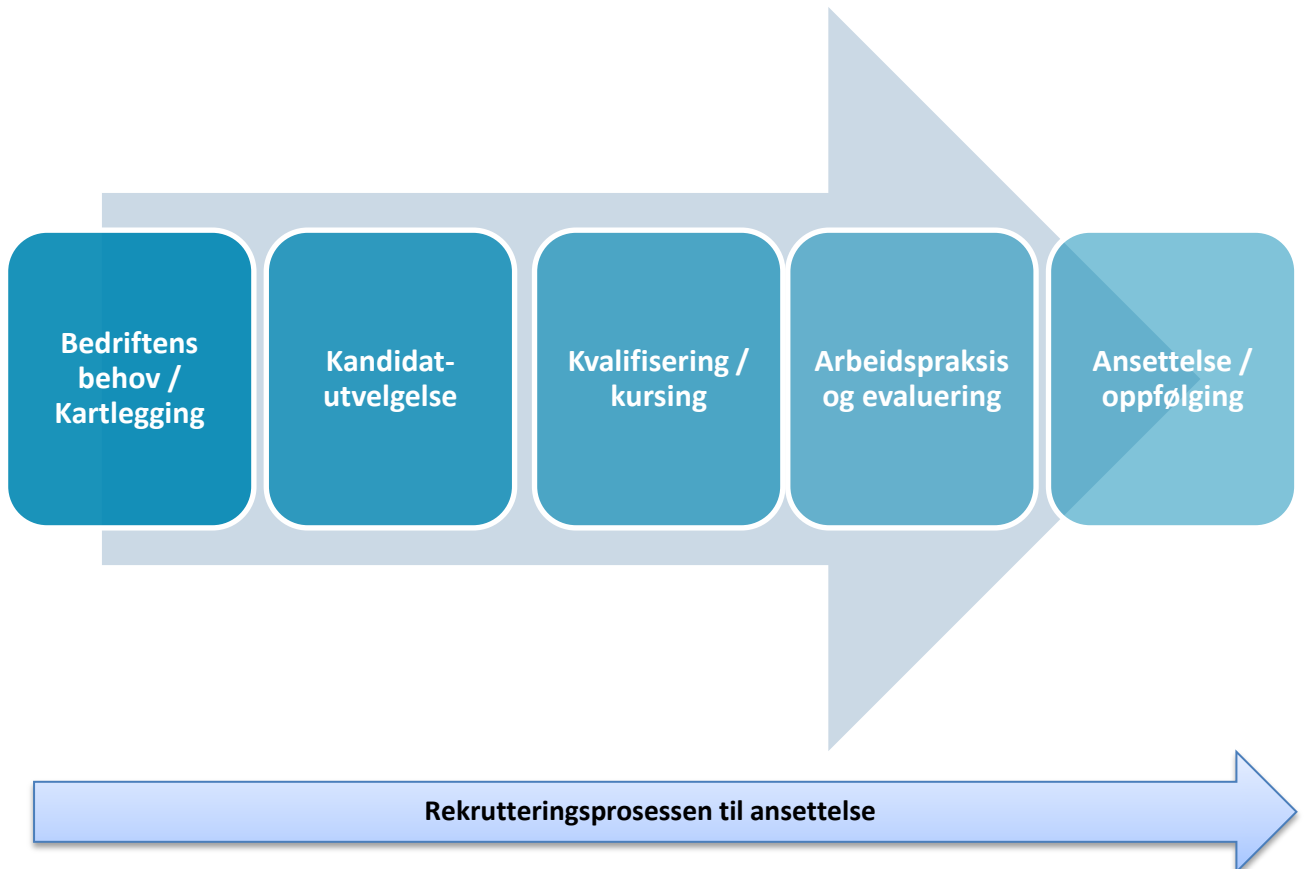 Bedriftens
behov /
Kartlegging
Kandidat-
utvelgelse
Kvalifisering /
kursing
Arbeidspraksis
og evaluering
Ansettelse /
oppfølging
Rekrutteringsprosessen til ansettelse